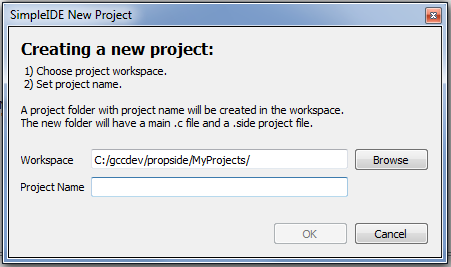 SimpleIDE New Project
Creating a new project:
1) Choose project workspace.
2) Set project name.
A project folder with project name will be created in the workspace.
The new folder will have a main .c file and a .side project file.
Workspace C:/gccdev/propside/MyProjects/ Browse
Project Name
OK Cancel